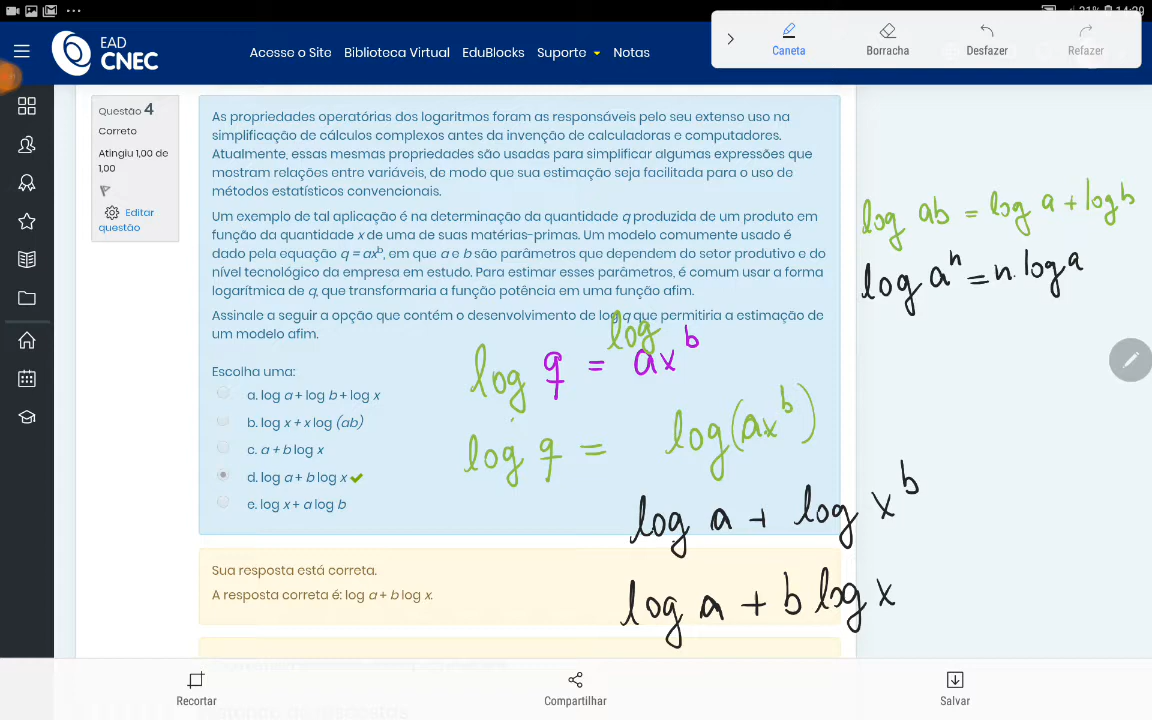 EAD
CNEC
Acesse o Site Biblioteca Virtual EduBlocks Suporte Notas
Caneta Borracha Desfazer Refazer
Questão 4
Correto
Atingiu 1,00 de
1,00
Editar
questão
As propriedades operatórias dos logaritmos foram as responsáveis pelo seu extenso uso na
simplificação de cálculos complexos antes da invenção de calculadoras e computadores.
Atualmente, essas mesmas propriedades são usadas para simplificar algumas expressões que
mostram relações entre variáveis, de modo que sua estimação seja facilitada para o uso de
métodos estatísticos convencionais.
Um exemplo de tal aplicação é na determinação da quantidade q produzida de um produto em
função da quantidade x de uma de suas matérias-primas. Um modelo comumente usado é
dado pela equação q = axᵇ, em que a e b são parâmetros que dependem do setor produtivo e do
nível tecnológico da empresa em estudo. Para estimar esses parâmetros, é comum usar a forma
logarítmica de q, que transformaria a função potência em uma função afim.
Assinale a seguir a opção que contém o desenvolvimento de log q que permitiria a estimação de
um modelo afim.
Escolha uma:
a. log a + log b + log x
b. log x + x log (ab)
c. a + b log x
d. log a + b log x
e. log x + a log b
Sua resposta está correta.
A resposta correta é: log a + b log x.
log ab = log a + log b
log aⁿ = n. log a
log q = log axᵇ
log q = log(axᵇ)
log a + log xᵇ
log a + b log x
Recortar Compartilhar Salvar